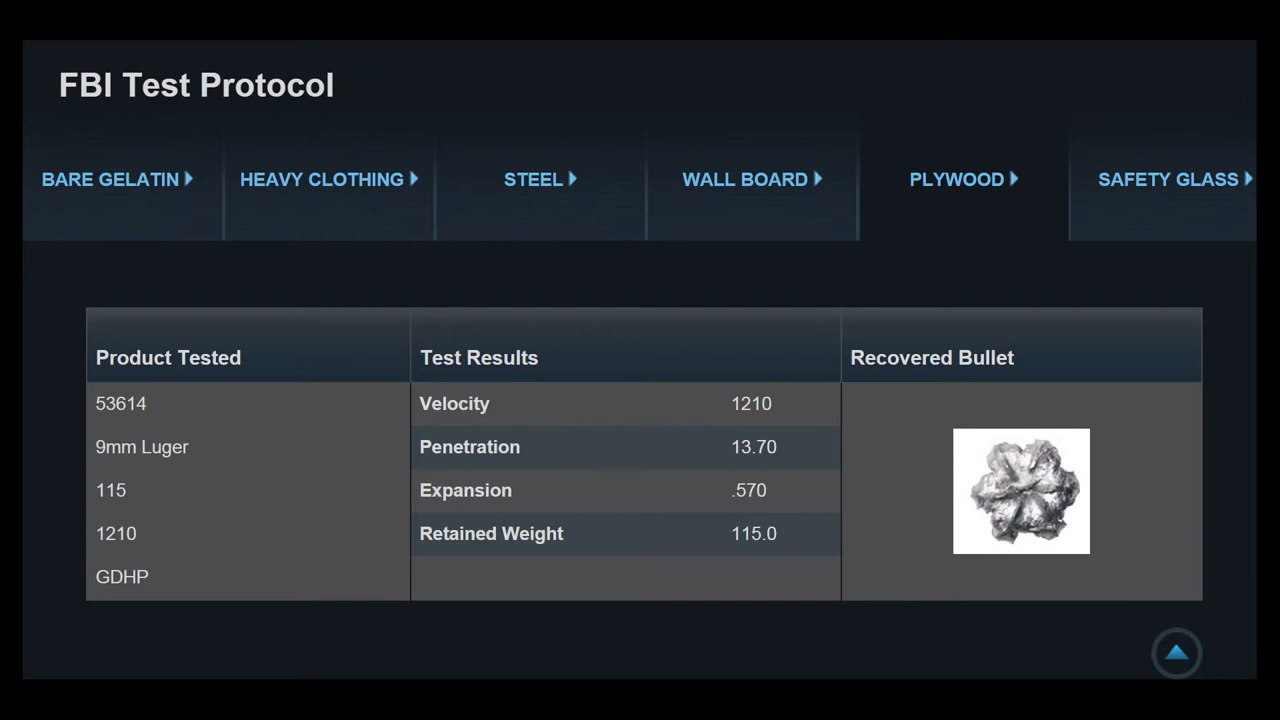 FBI Test Protocol
BARE GELATIN
HEAVY CLOTHING
STEEL
WALL BOARD
PLYWOOD
SAFETY GLASS
Product Tested
Test Results
Recovered Bullet
53614
Velocity 1210
9mm Luger
Penetration 13.70
115
Expansion .570
1210
Retained Weight 115.0
GDHP